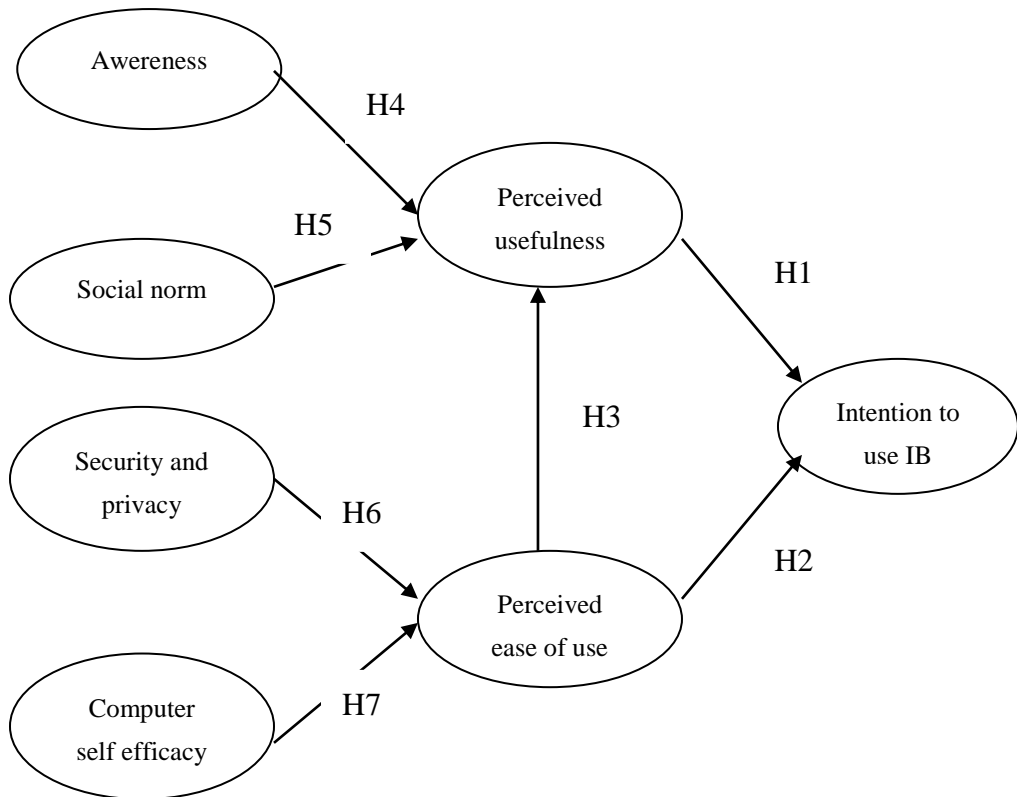 Awereness
H4
Perceived
usefulness
H5
Social norm
H1
H3
Intention to
use IB
Security and
privacy
H6
H2
Perceived
ease of use
H7
Computer
self efficacy